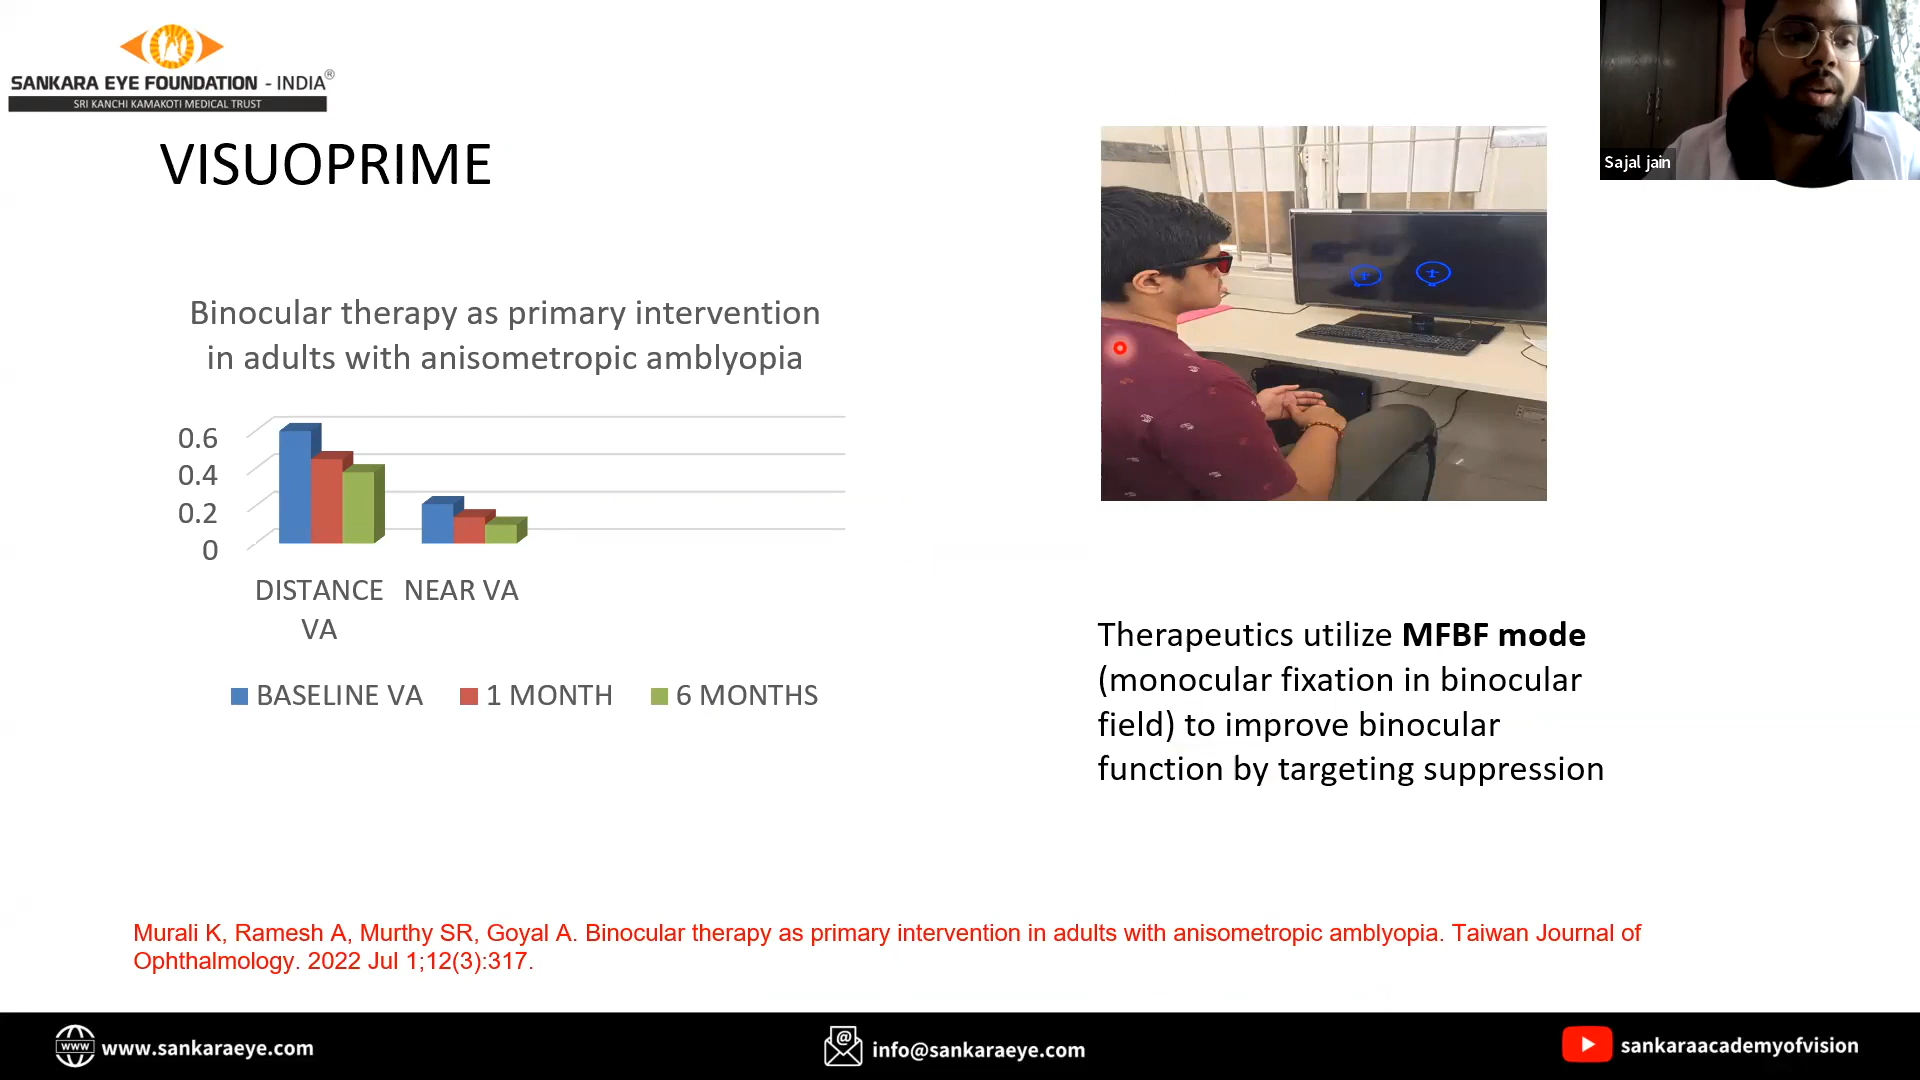 SANKARA EYE FOUNDATION - INDIA®
SRI KANCHI KAMAKOTI MEDICAL TRUST
Sajal jain
VISUOPRIME
Binocular therapy as primary intervention
in adults with anisometropic amblyopia
0.6
0.4
0.2
0
DISTANCE VA
NEAR VA
BASELINE VA
1 MONTH
6 MONTHS
Therapeutics utilize MFBF mode
(monocular fixation in binocular
field) to improve binocular
function by targeting suppression
Murali K, Ramesh A, Murthy SR, Goyal A. Binocular therapy as primary intervention in adults with anisometropic amblyopia. Taiwan Journal of
Ophthalmology. 2022 Jul 1;12(3):317.
WWW
www.sankaraeye.com
@
info@sankaraeye.com
sankaraacademyofvision